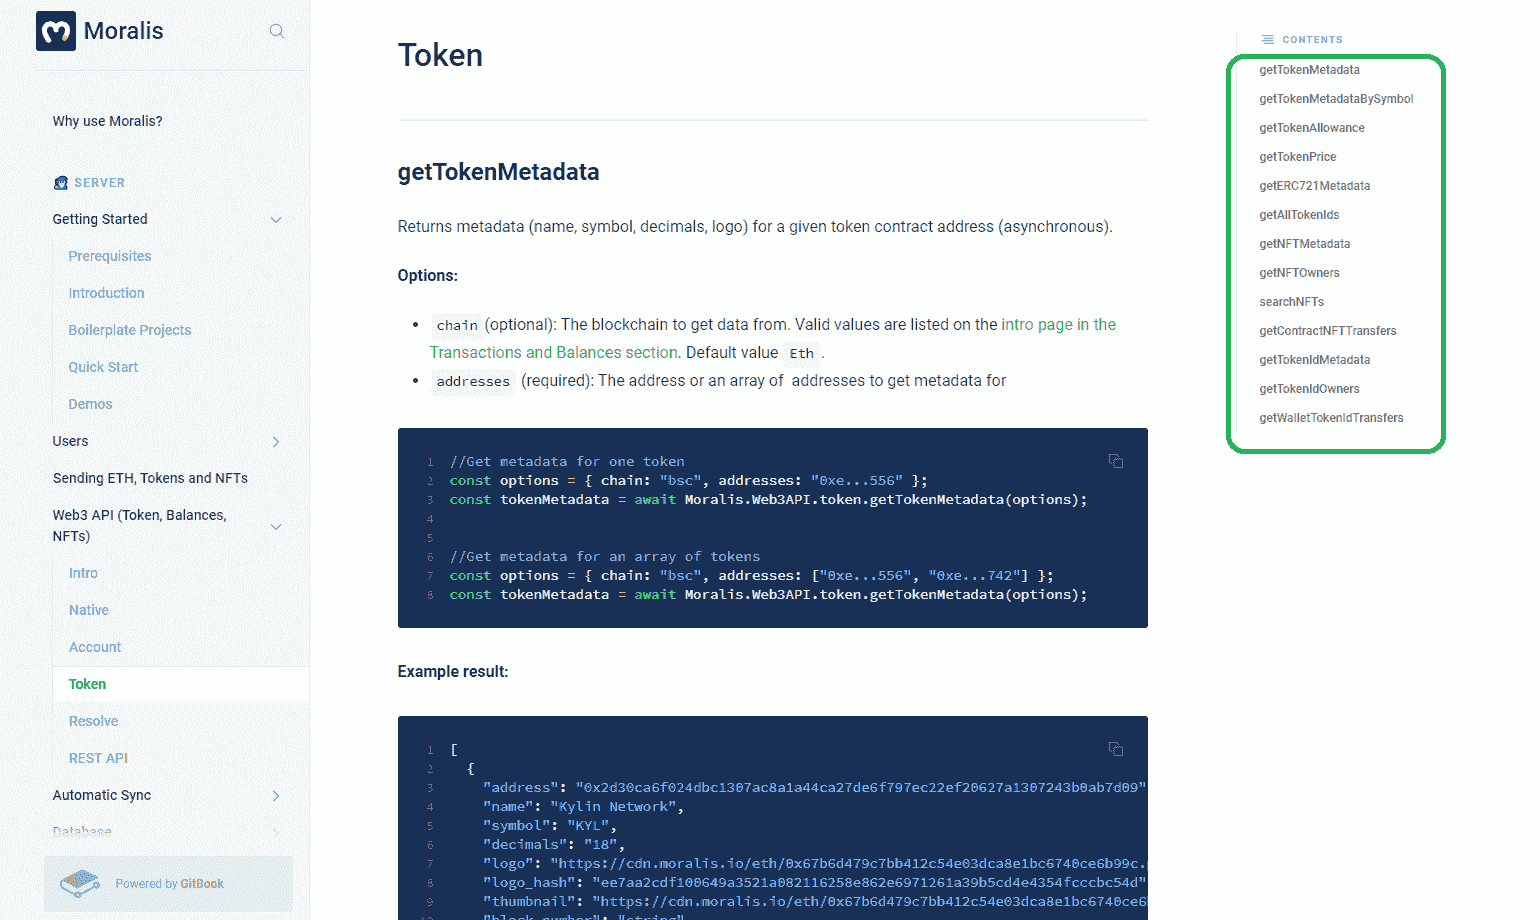 Moralis
Why use Moralis?
SERVER
Getting Started
Prerequisites
Introduction
Boilerplate Projects
Quick Start
Demos
Users
Sending ETH, Tokens and NFTs
Web3 API (Token, Balances,
NFTs)
Intro
Native
Account
Token
Resolve
REST API
Automatic Sync
Database
Powered by GitBook
Token
getTokenMetadata
Returns metadata (name, symbol, decimals, logo) for a given token contract address (asynchronous).
Options:
• chain (optional): The blockchain to get data from. Valid values are listed on the intro page in the
Transactions and Balances section. Default value Eth .
• addresses (required): The address or an array of addresses to get metadata for
1 //Get metadata for one token
2 const options = { chain: "bsc", addresses: "0xe...556" };
3 const tokenMetadata = await Moralis.Web3API.token.getTokenMetadata(options);
4
5
6 //Get metadata for an array of tokens
7 const options = { chain: "bsc", addresses: ["0xe...556", "0xe...742"] };
8 const tokenMetadata = await Moralis.Web3API.token.getTokenMetadata(options);
Example result:
1 [
2 {
3 "address": "0x2d30ca6f024dbc1307ac8a1a44ca27de6f797ec22ef20627a1307243b0ab7d09"
4 "name": "Kylin Network",
5 "symbol": "KYL",
6 "decimals": "18",
7 "logo": "https://cdn.moralis.io/eth/0x67b6d479c7bb412c54e03dca8e1bc6740ce6b99c.
8 "logo_hash": "ee7aa2cdf100649a3521a082116258e862e6971261a39b5cd4e4354fcccbc54d"
9 "thumbnail": "https://cdn.moralis.io/eth/0x67b6d479c7bb412c54e03dca8e1bc6740ce6
10 "block_number": "string"
CONTENTS
getTokenMetadata
getTokenMetadataBySymbol
getTokenAllowance
getTokenPrice
getERC721Metadata
getAllTokenIds
getNFTMetadata
getNFTOwners
searchNFTs
getContractNFTTransfers
getTokenIdMetadata
getTokenIdOwners
getWalletTokenIdTransfers